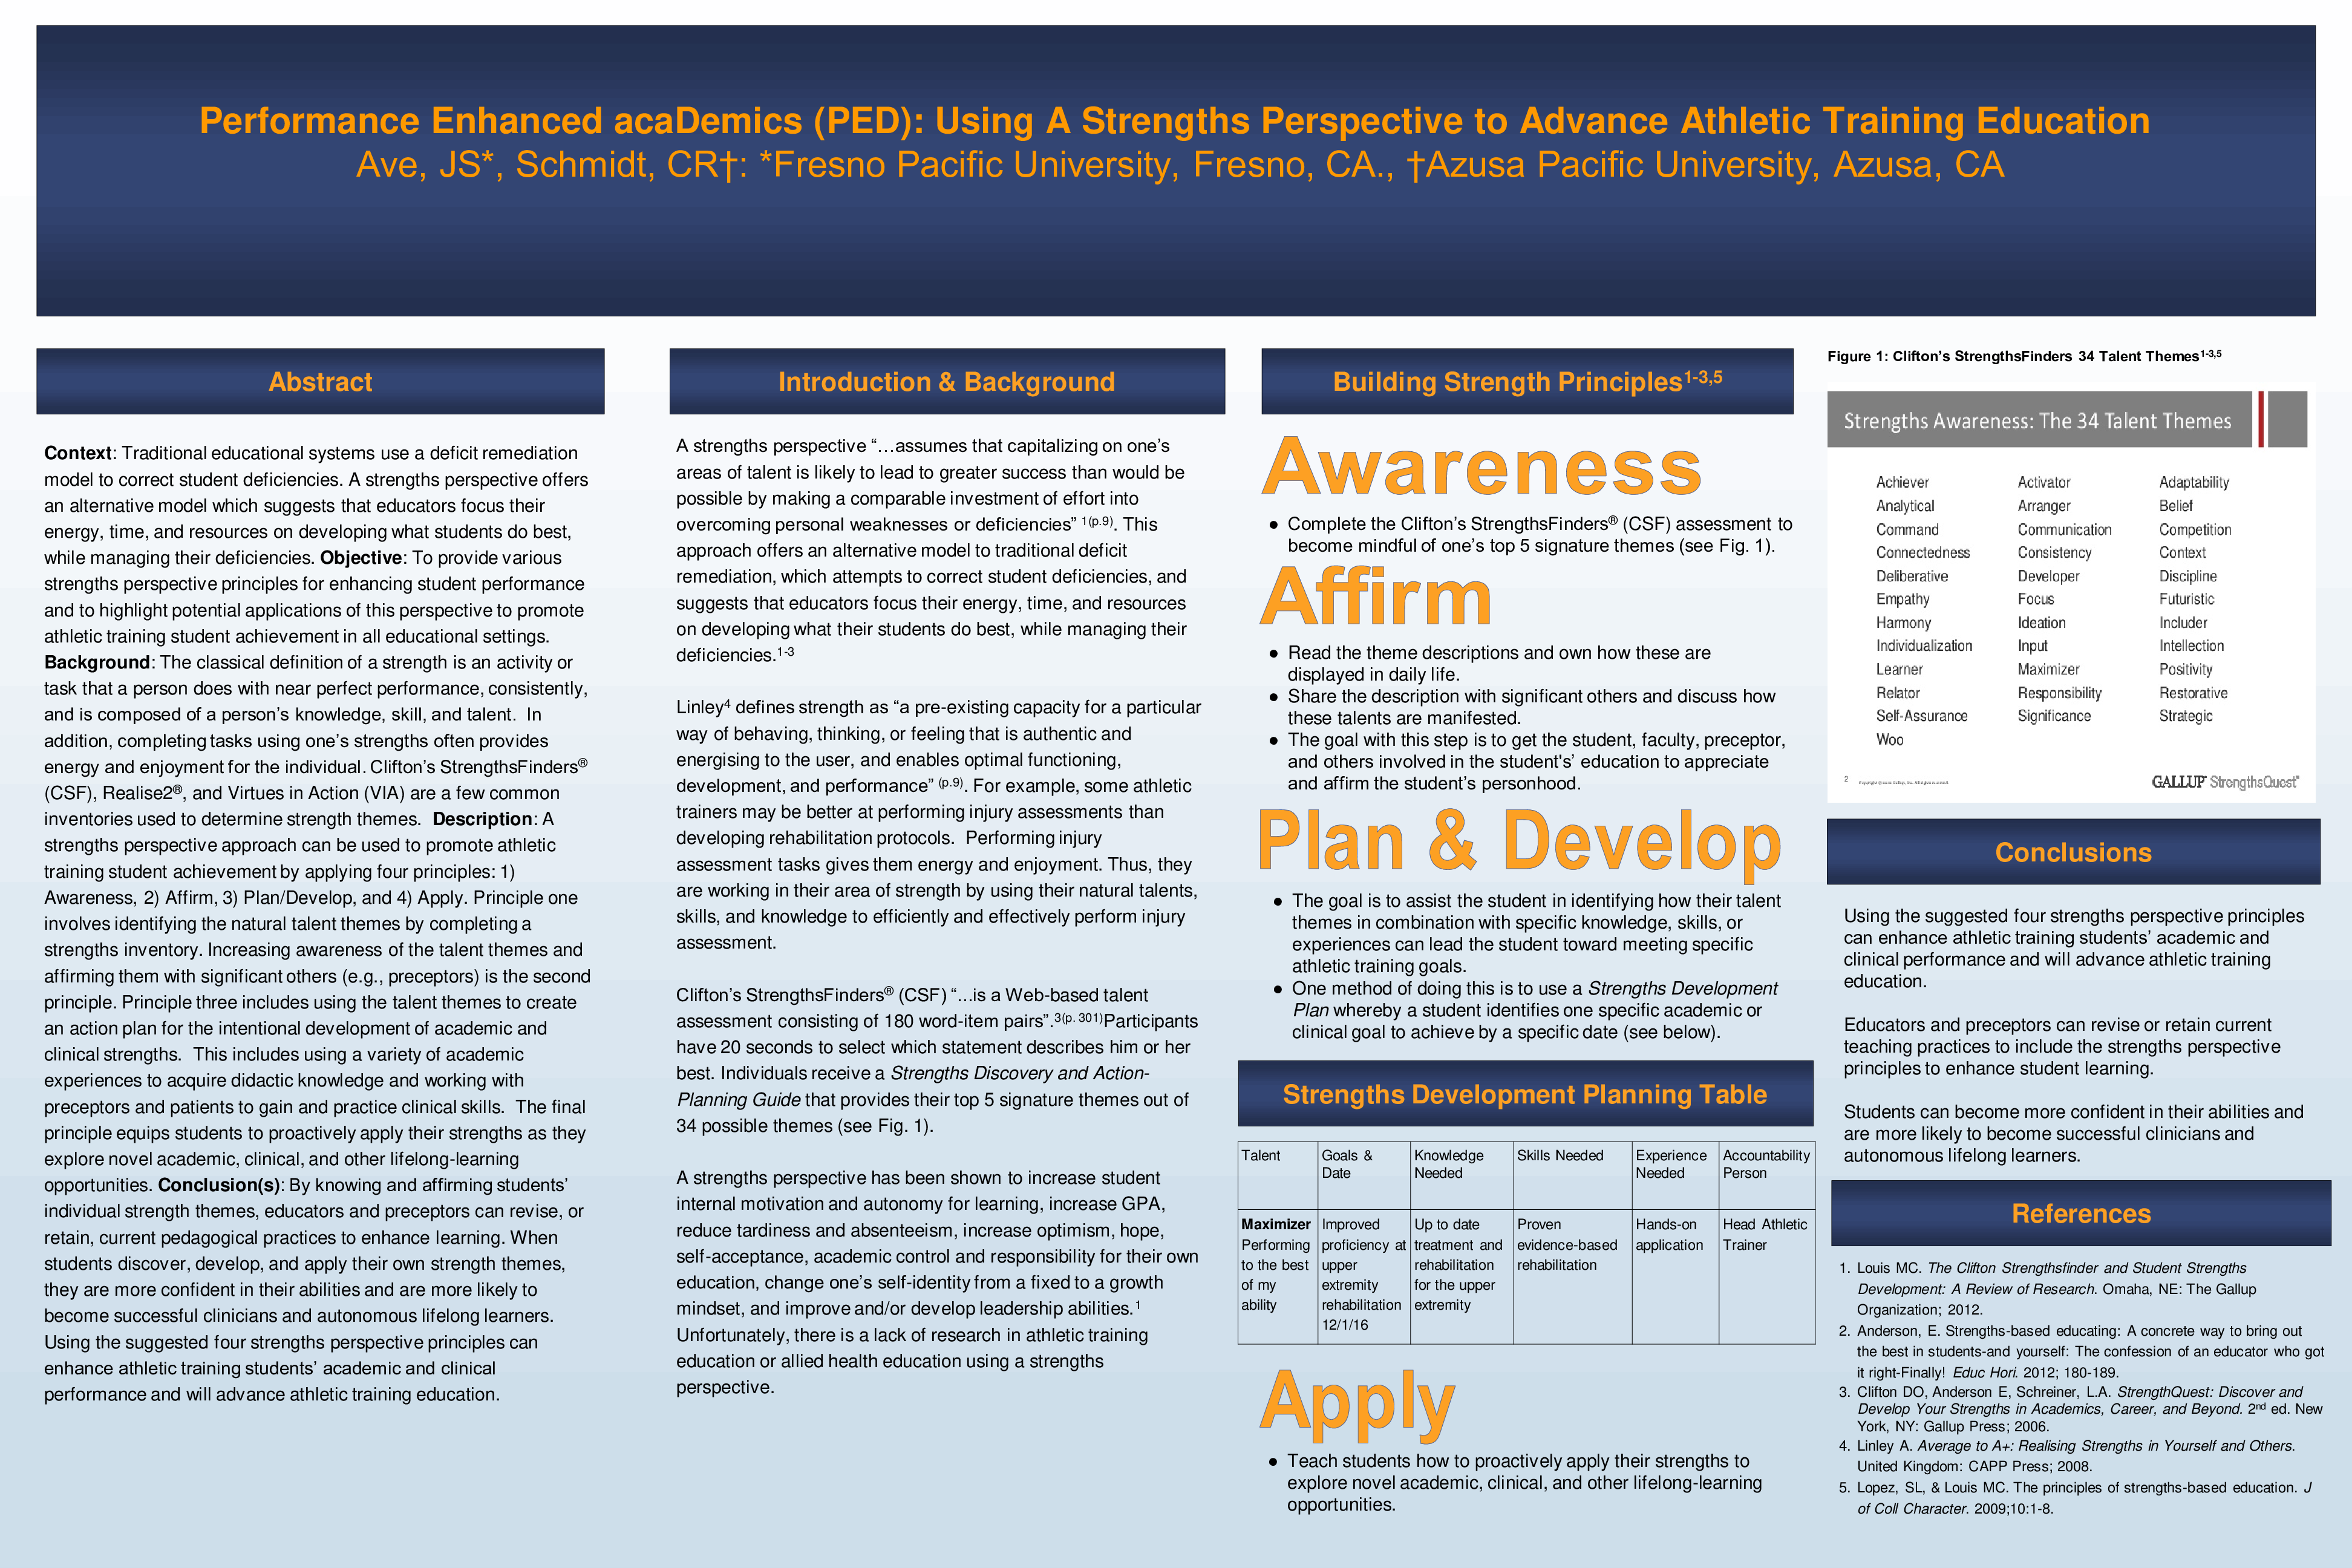 Performance Enhanced acaDemics (PED): Using A Strengths Perspective to Advance Athletic Training Education
Ave, JS*, Schmidt, CR†: *Fresno Pacific University, Fresno, CA., †Azusa Pacific University, Azusa, CA
Abstract
Context: Traditional educational systems use a deficit remediation
model to correct student deficiencies. A strengths perspective offers
an alternative model which suggests that educators focus their
energy, time, and resources on developing what students do best,
while managing their deficiencies. Objective: To provide various
strengths perspective principles for enhancing student performance
and to highlight potential applications of this perspective to promote
athletic training student achievement in all educational settings.
Background: The classical definition of a strength is an activity or
task that a person does with near perfect performance, consistently,
and is composed of a person's knowledge, skill, and talent. In
addition, completing tasks using one's strengths often provides
energy and enjoyment for the individual. Clifton's StrengthsFinders®
(CSF), Realise2®, and Virtues in Action (VIA) are a few common
inventories used to determine strength themes. Description: A
strengths perspective approach can be used to promote athletic
training student achievement by applying four principles: 1)
Awareness, 2) Affirm, 3) Plan/Develop, and 4) Apply. Principle one
involves identifying the natural talent themes by completing a
strengths inventory. Increasing awareness of the talent themes and
affirming them with significant others (e.g., preceptors) is the second
principle. Principle three includes using the talent themes to create
an action plan for the intentional development of academic and
clinical strengths. This includes using a variety of academic
experiences to acquire didactic knowledge and working with
preceptors and patients to gain and practice clinical skills. The final
principle equips students to proactively apply their strengths as they
explore novel academic, clinical, and other lifelong-learning
opportunities. Conclusion(s): By knowing and affirming students'
individual strength themes, educators and preceptors can revise, or
retain, current pedagogical practices to enhance learning. When
students discover, develop, and apply their own strength themes,
they are more confident in their abilities and are more likely to
become successful clinicians and autonomous lifelong learners.
Using the suggested four strengths perspective principles can
enhance athletic training students' academic and clinical
performance and will advance athletic training education.
Introduction & Background
A strengths perspective “…assumes that capitalizing on one's
areas of talent is likely to lead to greater success than would be
possible by making a comparable investment of effort into
overcoming personal weaknesses or deficiencies” 1(p.9). This
approach offers an alternative model to traditional deficit
remediation, which attempts to correct student deficiencies, and
suggests that educators focus their energy, time, and resources
on developing what their students do best, while managing their
deficiencies.1-3
Linley4 defines strength as “a pre-existing capacity for a particular
way of behaving, thinking, or feeling that is authentic and
energising to the user, and enables optimal functioning,
development, and performance” (p.9). For example, some athletic
trainers may be better at performing injury assessments than
developing rehabilitation protocols. Performing injury
assessment tasks gives them energy and enjoyment. Thus, they
are working in their area of strength by using their natural talents,
skills, and knowledge to efficiently and effectively perform injury
assessment.
Clifton's StrengthsFinders® (CSF) “...is a Web-based talent
assessment consisting of 180 word-item pairs”.3(p. 301)Participants
have 20 seconds to select which statement describes him or her
best. Individuals receive a Strengths Discovery and Action-
Planning Guide that provides their top 5 signature themes out of
34 possible themes (see Fig. 1).
A strengths perspective has been shown to increase student
internal motivation and autonomy for learning, increase GPA,
reduce tardiness and absenteeism, increase optimism, hope,
self-acceptance, academic control and responsibility for their own
education, change one's self-identity from a fixed to a growth
mindset, and improve and/or develop leadership abilities.1
Unfortunately, there is a lack of research in athletic training
education or allied health education using a strengths
perspective.
Building Strength Principles1-3,5
Awareness
● Complete the Clifton's StrengthsFinders® (CSF) assessment to
become mindful of one's top 5 signature themes (see Fig. 1).
Affirm
● Read the theme descriptions and own how these are
displayed in daily life.
● Share the description with significant others and discuss how
these talents are manifested.
● The goal with this step is to get the student, faculty, preceptor,
and others involved in the student's' education to appreciate
and affirm the student's personhood.
Plan & Develop
● The goal is to assist the student in identifying how their talent
themes in combination with specific knowledge, skills, or
experiences can lead the student toward meeting specific
athletic training goals.
● One method of doing this is to use a Strengths Development
Plan whereby a student identifies one specific academic or
clinical goal to achieve by a specific date (see below).
Strengths Development Planning Table
Talent Goals & Knowledge Skills Needed Experience Accountability
Date Needed Needed Person
Maximizer Improved Up to date Proven Hands-on Head Athletic
Performing proficiency at treatment and evidence-based application Trainer
to the best upper rehabilitation rehabilitation
of my extremity for the upper
ability rehabilitation extremity
12/1/16
Apply
● Teach students how to proactively apply their strengths to
explore novel academic, clinical, and other lifelong-learning
opportunities.
Figure 1: Clifton's StrengthsFinders 34 Talent Themes1-3,5
Strengths Awareness: The 34 Talent Themes
Achiever Activator Adaptability
Analytical Arranger Belief
Command Communication Competition
Connectedness Consistency Context
Deliberative Developer Discipline
Empathy Focus Futuristic
Harmony Ideation Includer
Individualization Input Intellection
Learner Maximizer Positivity
Relator Responsibility Restorative
Self-Assurance Significance Strategic
Woo
2 GALLUP StrengthsQuest
Conclusions
Using the suggested four strengths perspective principles
can enhance athletic training students' academic and
clinical performance and will advance athletic training
education.
Educators and preceptors can revise or retain current
teaching practices to include the strengths perspective
principles to enhance student learning.
Students can become more confident in their abilities and
are more likely to become successful clinicians and
autonomous lifelong learners.
References
1. Louis MC. The Clifton Strengthsfinder and Student Strengths
Development: A Review of Research. Omaha, NE: The Gallup
Organization; 2012.
2. Anderson, E. Strengths-based educating: A concrete way to bring out
the best in students-and yourself: The confession of an educator who got
it right-Finally! Educ Hori. 2012; 180-189.
3. Clifton DO, Anderson E, Schreiner, L.A. StrengthQuest: Discover and
Develop Your Strengths in Academics, Career, and Beyond. 2nd ed. New
York, NY: Gallup Press; 2006.
4. Linley A. Average to A+: Realising Strengths in Yourself and Others.
United Kingdom: CAPP Press; 2008.
5. Lopez, SL, & Louis MC. The principles of strengths-based education. J
of Coll Character. 2009;10:1-8.